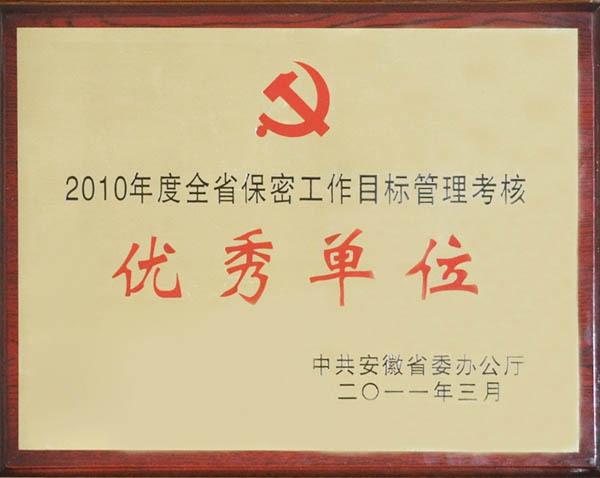 2010年度全省保密工作目标管理考核
优秀单位
中共安徽省委办公厅
二〇一一年三月